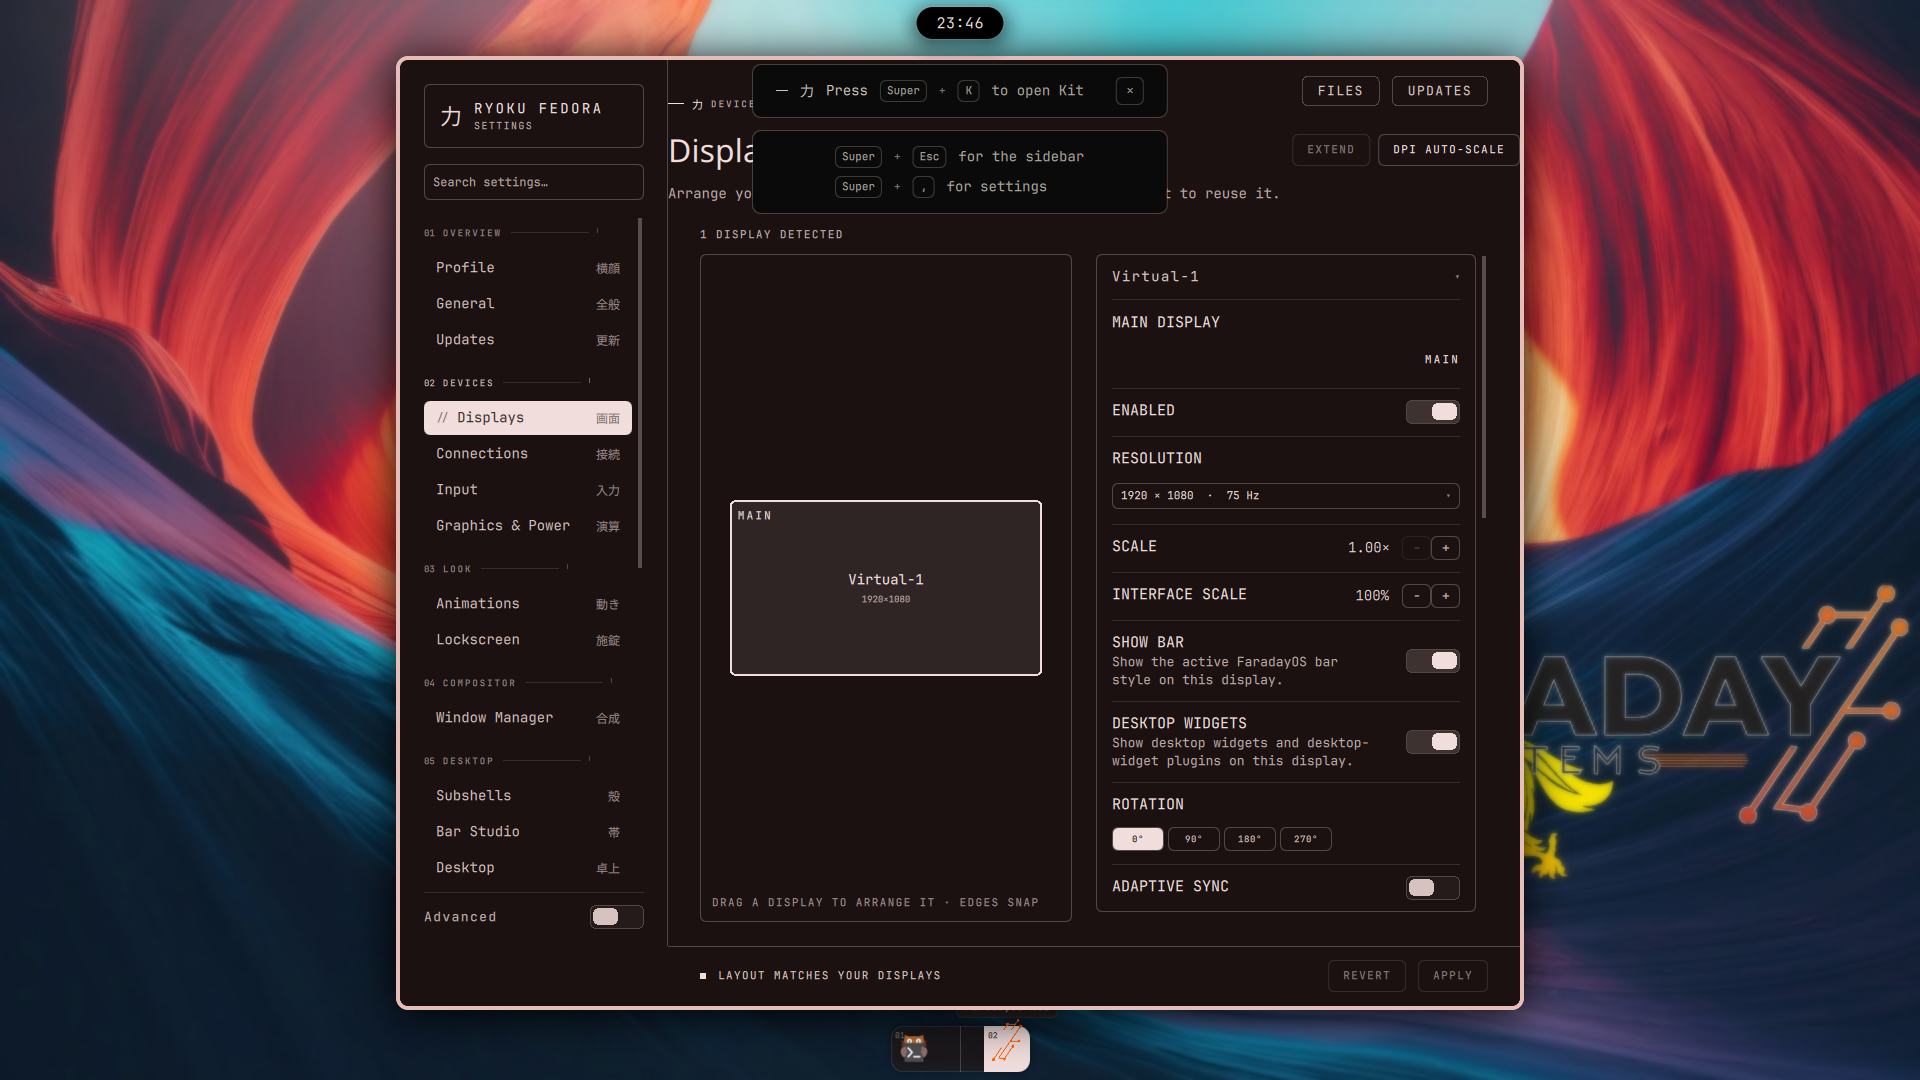 23:46
力 RYOKU FEDORA
SETTINGS
Search settings…
01 OVERVIEW
Profile 横顔
General 全般
Updates 更新
02 DEVICES
// Displays 画面
Connections 接続
Input 入力
Graphics & Power 演算
03 LOOK
Animations 動き
Lockscreen 施錠
04 COMPOSITOR
Window Manager 合成
05 DESKTOP
Subshells 殻
Bar Studio 帯
Desktop 卓上
Advanced
— 力 DEVICE
— 力 Press Super + K to open Kit ×
Super + Esc for the sidebar
Super + , for settings
FILES UPDATES
Displa
EXTEND DPI AUTO-SCALE
Arrange yo
t to reuse it.
1 DISPLAY DETECTED
MAIN
Virtual-1
1920×1080
DRAG A DISPLAY TO ARRANGE IT · EDGES SNAP
Virtual-1
MAIN DISPLAY
MAIN
ENABLED
RESOLUTION
1920 × 1080 · 75 Hz
SCALE 1.00× - +
INTERFACE SCALE 100% - +
SHOW BAR
Show the active FaradayOS bar
style on this display.
DESKTOP WIDGETS
Show desktop widgets and desktop-
widget plugins on this display.
ROTATION
0° 90° 180° 270°
ADAPTIVE SYNC
LAYOUT MATCHES YOUR DISPLAYS
REVERT APPLY
ADAY
TEMS
01
02